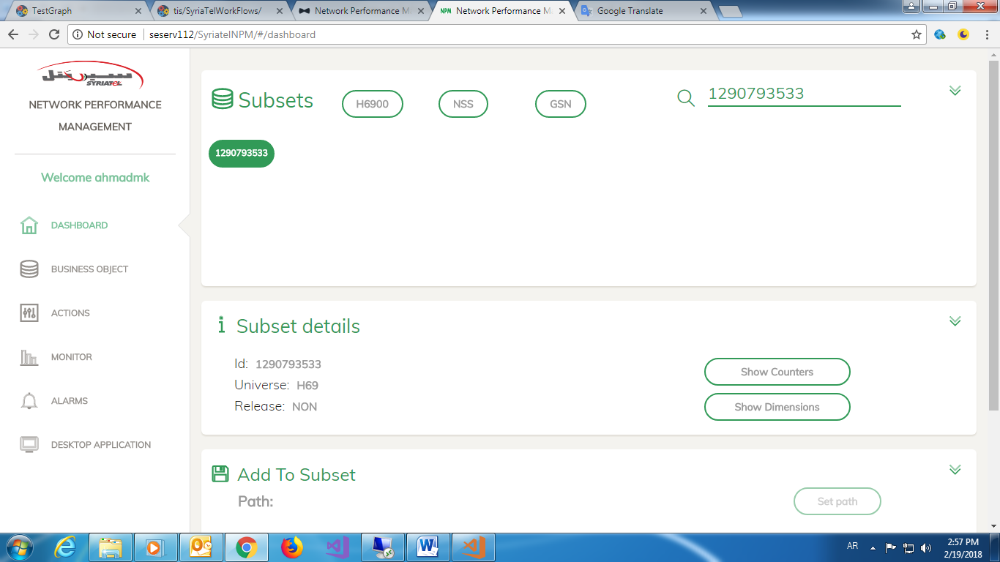 TestGraph
tis/SyriaTelWorkFlows/
Network Performance M
Network Performance M
Google Translate
Not secure
seserv112/SyriatelNPM/#/dashboard
سيريتل
SYRIATEL
NETWORK PERFORMANCE
MANAGEMENT
Welcome ahmadmk
DASHBOARD
BUSINESS OBJECT
ACTIONS
MONITOR
ALARMS
DESKTOP APPLICATION
Subsets
H6900
NSS
GSN
1290793533
1290793533
Subset details
Id: 1290793533
Universe: H69
Release: NON
Show Counters
Show Dimensions
Add To Subset
Path:
Set path
AR
2:57 PM
2/19/2018